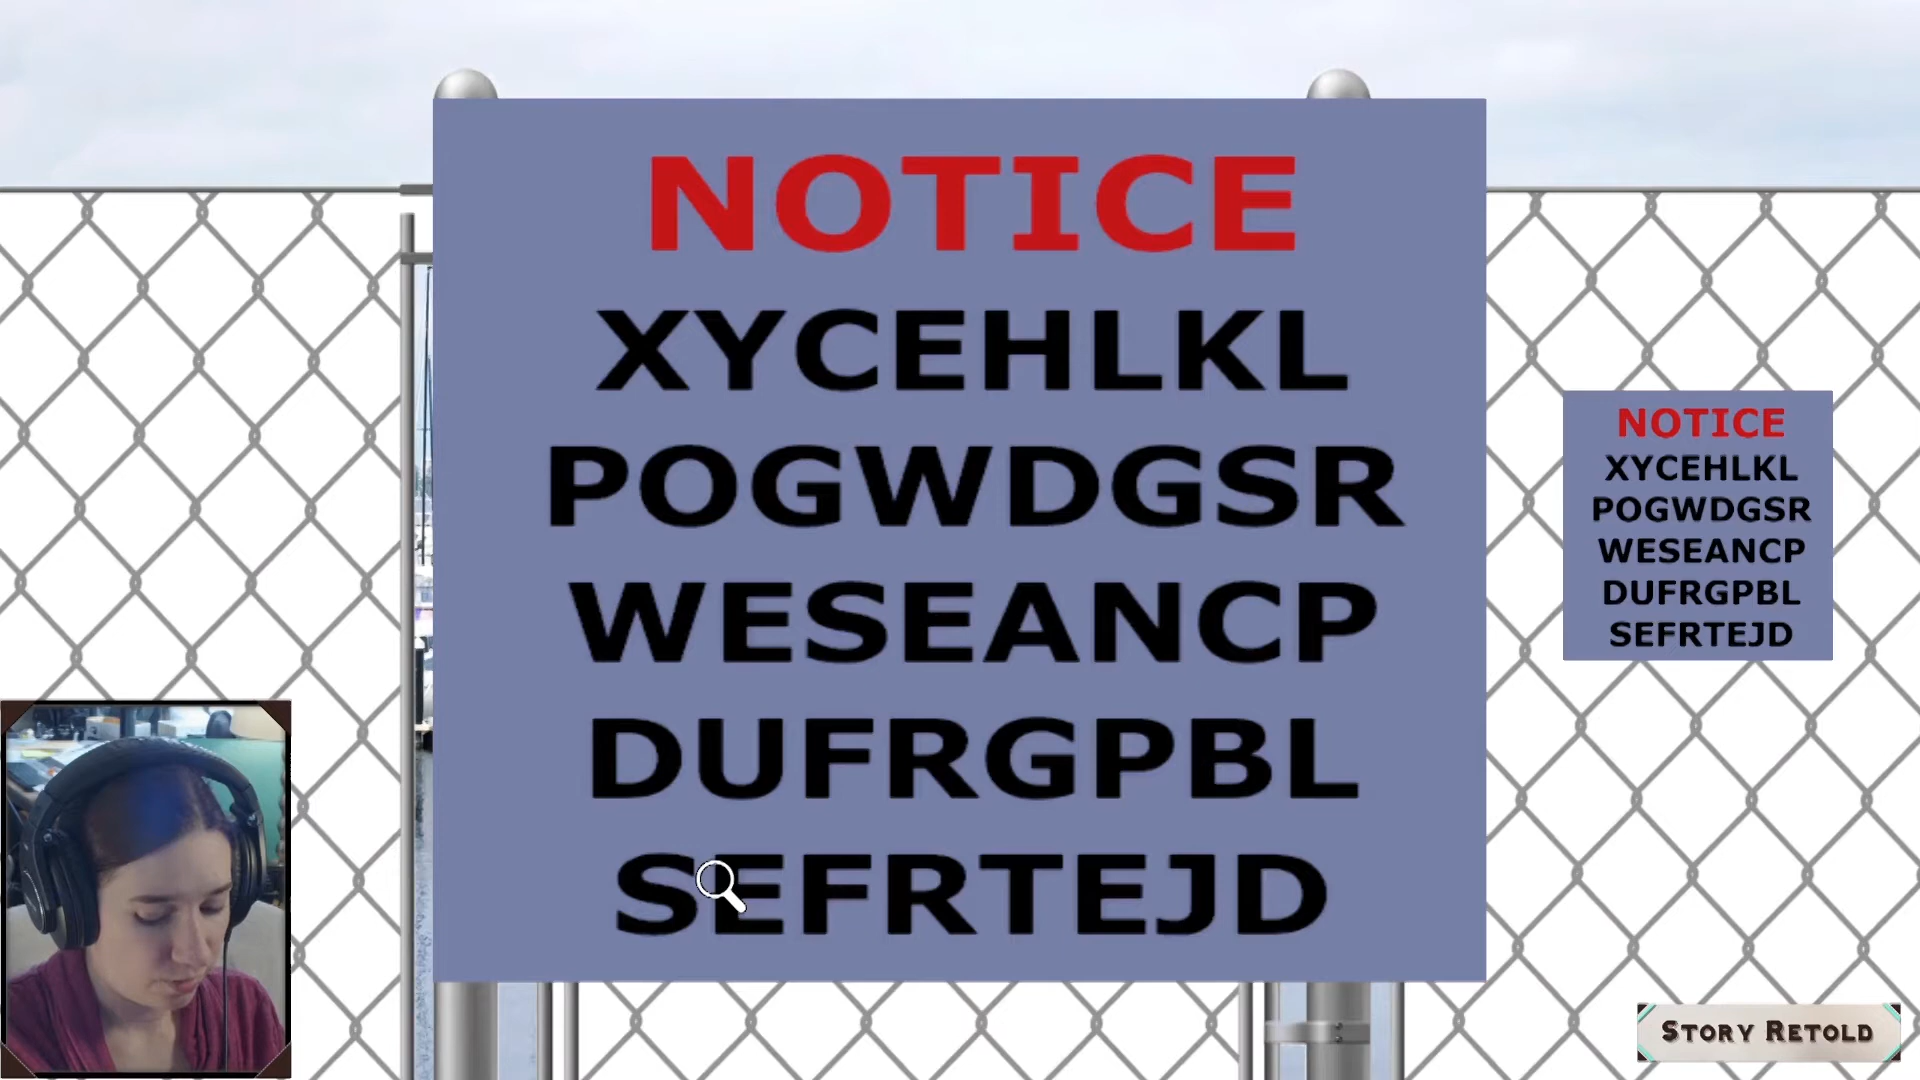 NOTICE
XYCEHLKL
POGWDGSR
WESEANCP
DUFRGPBL
SEFRTEJD
NOTICE
XYCEHLKL
POGWDGSR
WESEANCP
DUFRGPBL
SEFRTEJD
STORY RETOLD